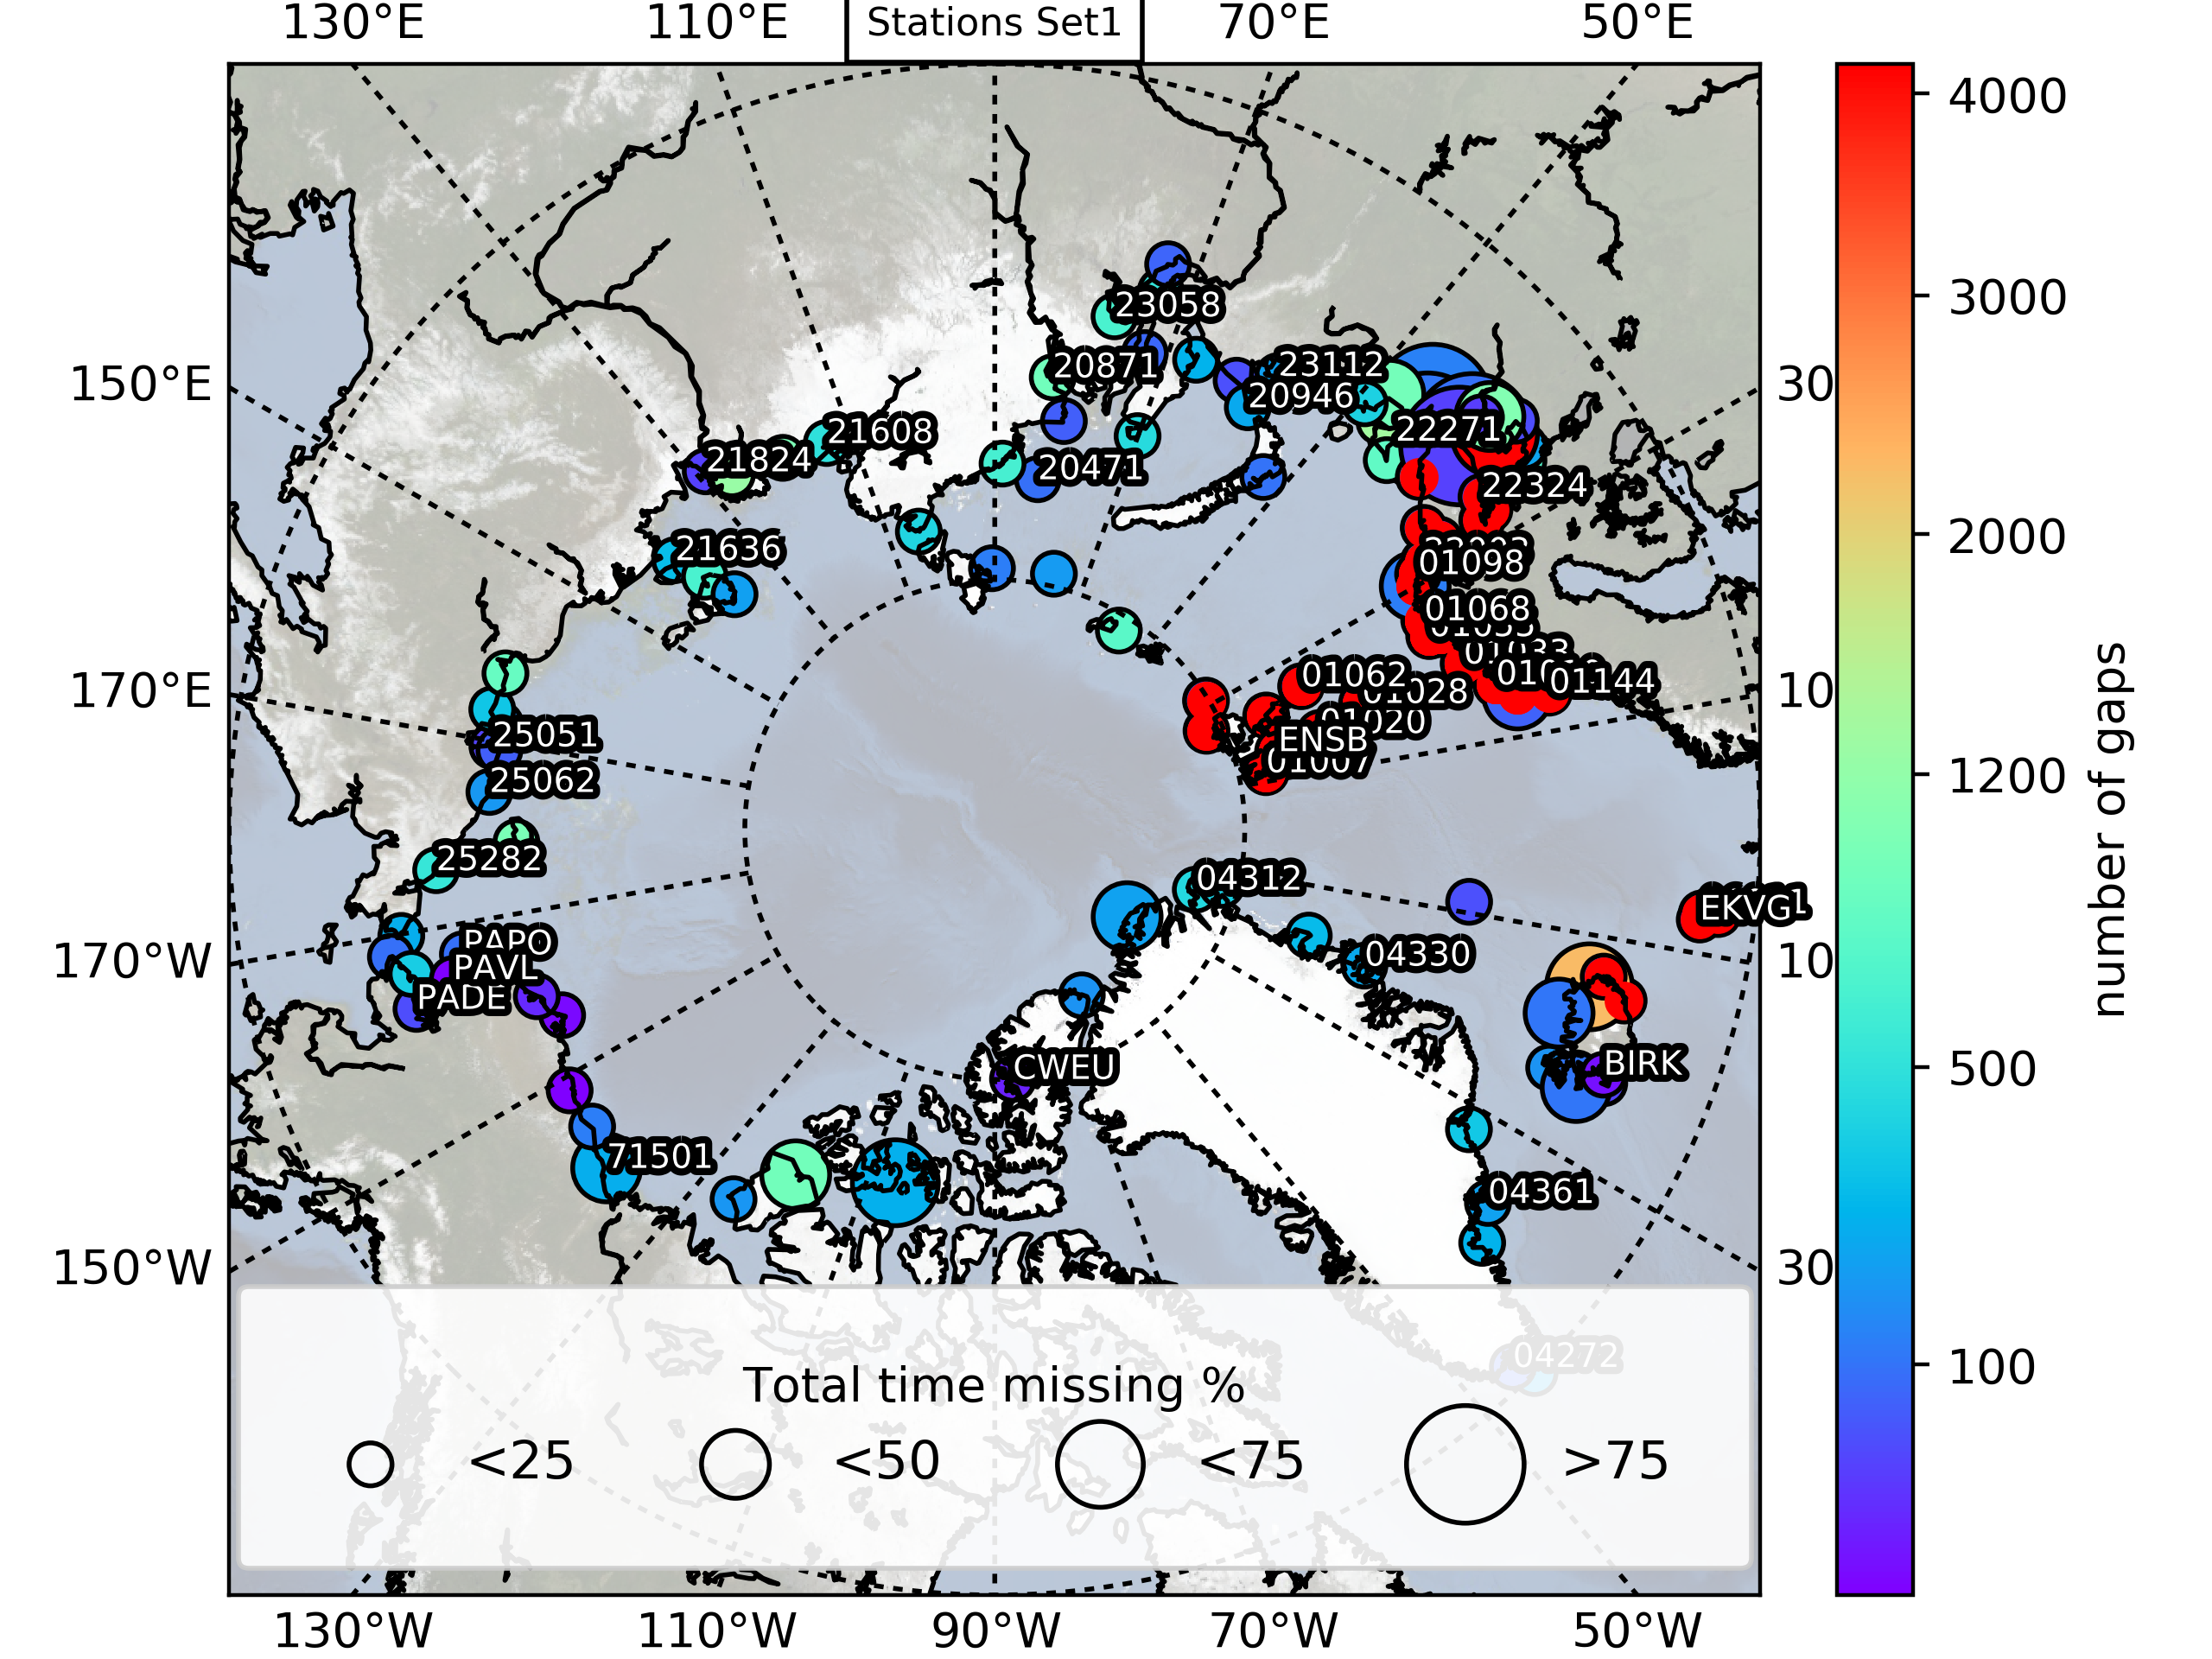 130°E 110°E Stations Set1 70°E 50°E
4000
23058
3000
150°E 20871 23112 30
20946
21608 22271
21824 20471 22324
2000
21636 01098
01068
01062 01144
170°E 01028 10
01020
25051 ENSB
25062 01007
1200
number of gaps
25282 04312
EKVG
PAPO 04330
170°W PAVL 10
PADE
CWEU BIRK
500
71501
04361
150°W 30
04272
100
Total time missing %
<25 <50 <75 >75
130°W 110°W 90°W 70°W 50°W